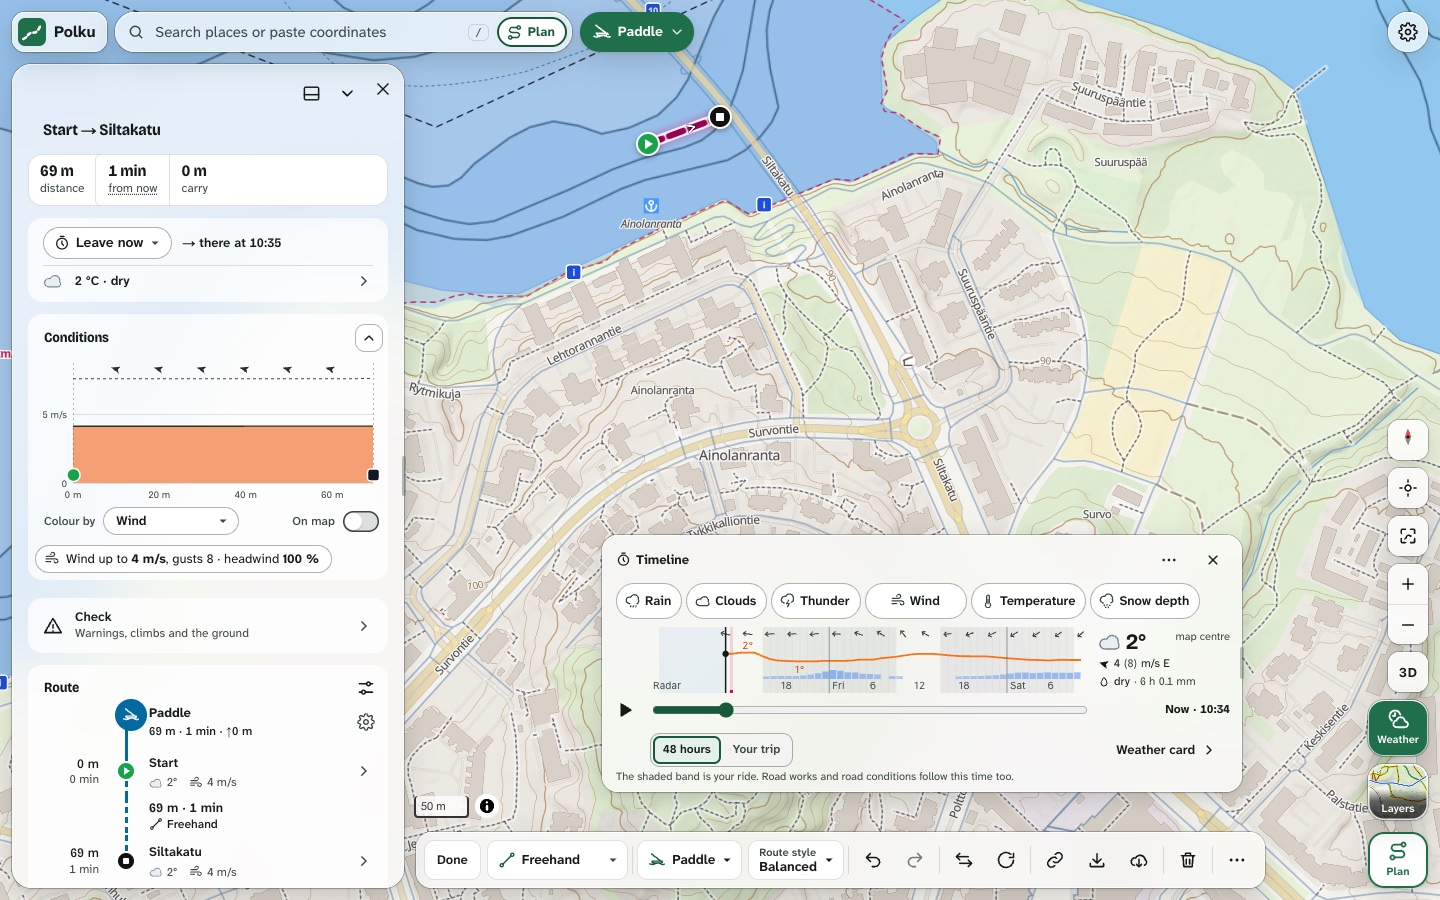 Polku
Search places or paste coordinates
/
Plan
Paddle
Start → Siltakatu
69 m
distance
1 min
from now
0 m
carry
Leave now
→ there at 10:35
2 °C · dry
Conditions
5 m/s
0
0 m
20 m
40 m
60 m
Colour by
Wind
On map
Wind up to 4 m/s, gusts 8 · headwind 100 %
Check
Warnings, climbs and the ground
Route
Paddle
69 m · 1 min · ↑0 m
0 m
0 min
Start
2° 4 m/s
69 m · 1 min
Freehand
69 m
1 min
Siltakatu
2° 4 m/s
10
Siltakatu
Suuruspääntie
Suuruspää
Ainolanranta
Ainolanranta
i
i
90
Suuruspääntie
Lehtorannantie
Rytmikuja
Ainolanranta
90
Survontie
Ainolanranta
Siltakatu
Survo
100
Survontie
Keskisentie
Palstatie
Timeline
Rain
Clouds
Thunder
Wind
Temperature
Snow depth
2°
1°
Radar
18
Fri
6
12
18
Sat
6
2°
map centre
4 (8) m/s E
dry · 6 h 0.1 mm
Now · 10:34
48 hours
Your trip
Weather card
The shaded band is your ride. Road works and road conditions follow this time too.
50 m
Done
Freehand
Paddle
Route style
Balanced
3D
Weather
Layers
Plan